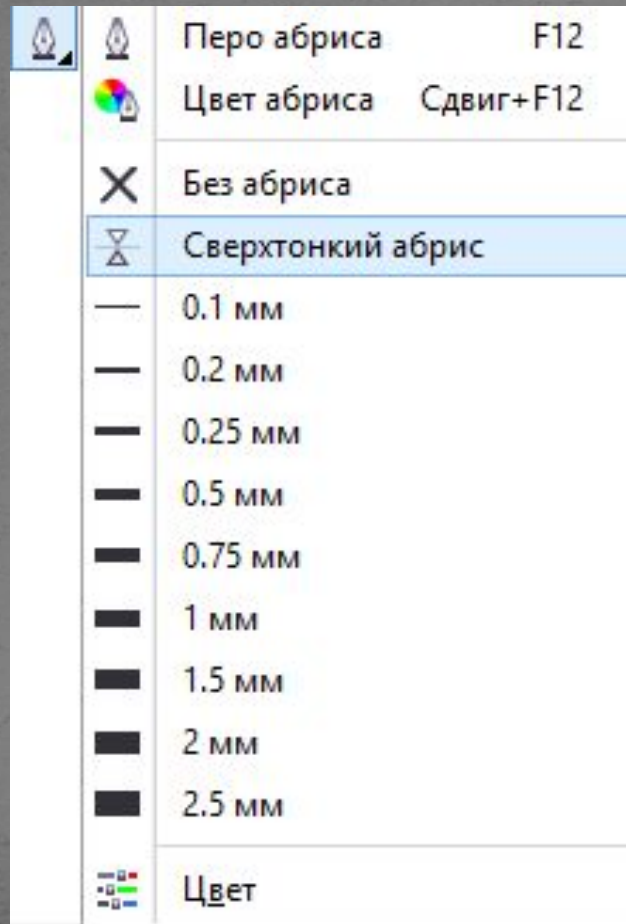 Перо абриса F12
Цвет абриса Сдвиг+F12
Без абриса
Сверхтонкий абрис
0.1 мм
0.2 мм
0.25 мм
0.5 мм
0.75 мм
1 мм
1.5 мм
2 мм
2.5 мм
Цвет